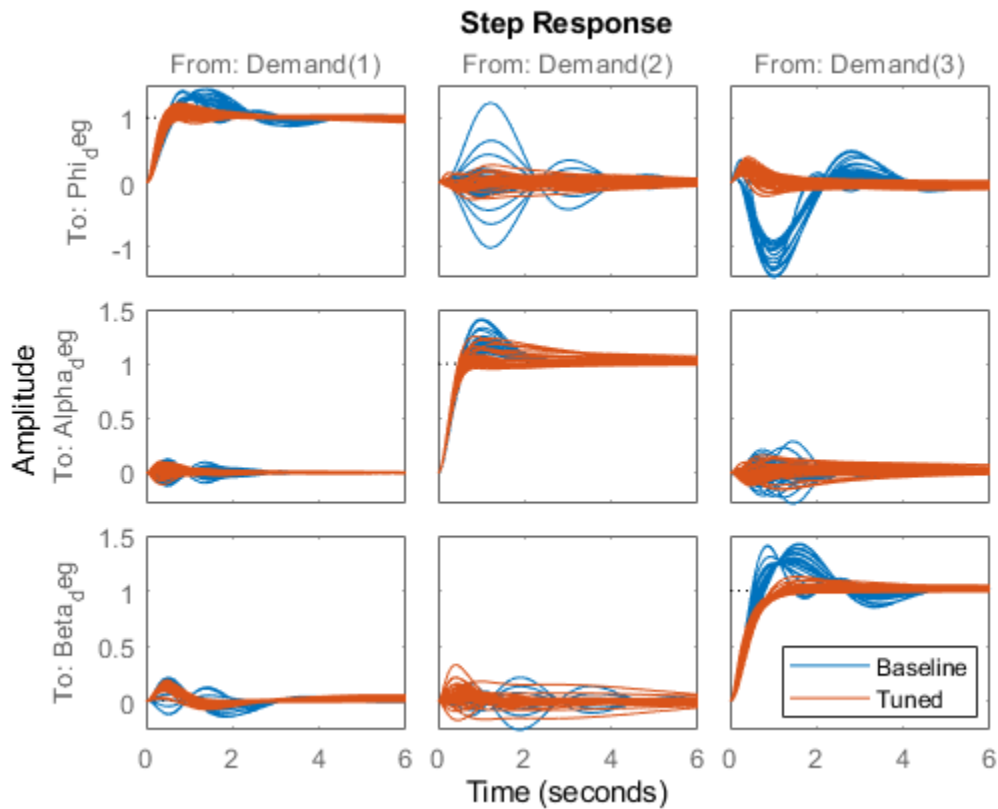 Step Response
From: Demand(1) From: Demand(2) From: Demand(3)
To: Phi_deg
1
0
-1
To: Alpha_deg
1.5
1
0.5
0
Amplitude
To: Beta_deg
1.5
1
0.5
0
Baseline
Tuned
0 2 4 6 0 2 4 6 0 2 4 6
Time (seconds)